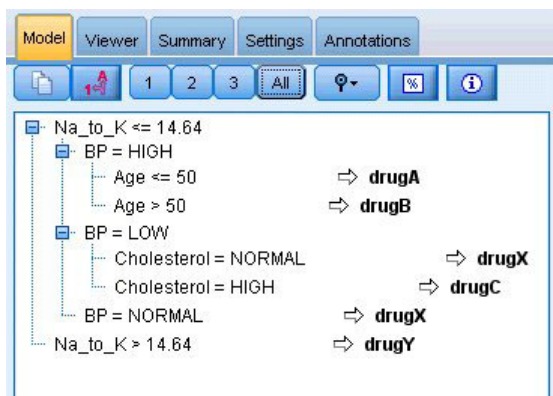 Model Viewer Summary Settings Annotations
1 2 3 All %
Na_to_K <= 14.64
BP = HIGH
Age <= 50 ⇨ drugA
Age > 50 ⇨ drugB
BP = LOW
Cholesterol = NORMAL ⇨ drugX
Cholesterol = HIGH ⇨ drugC
BP = NORMAL ⇨ drugX
Na_to_K > 14.64 ⇨ drugY